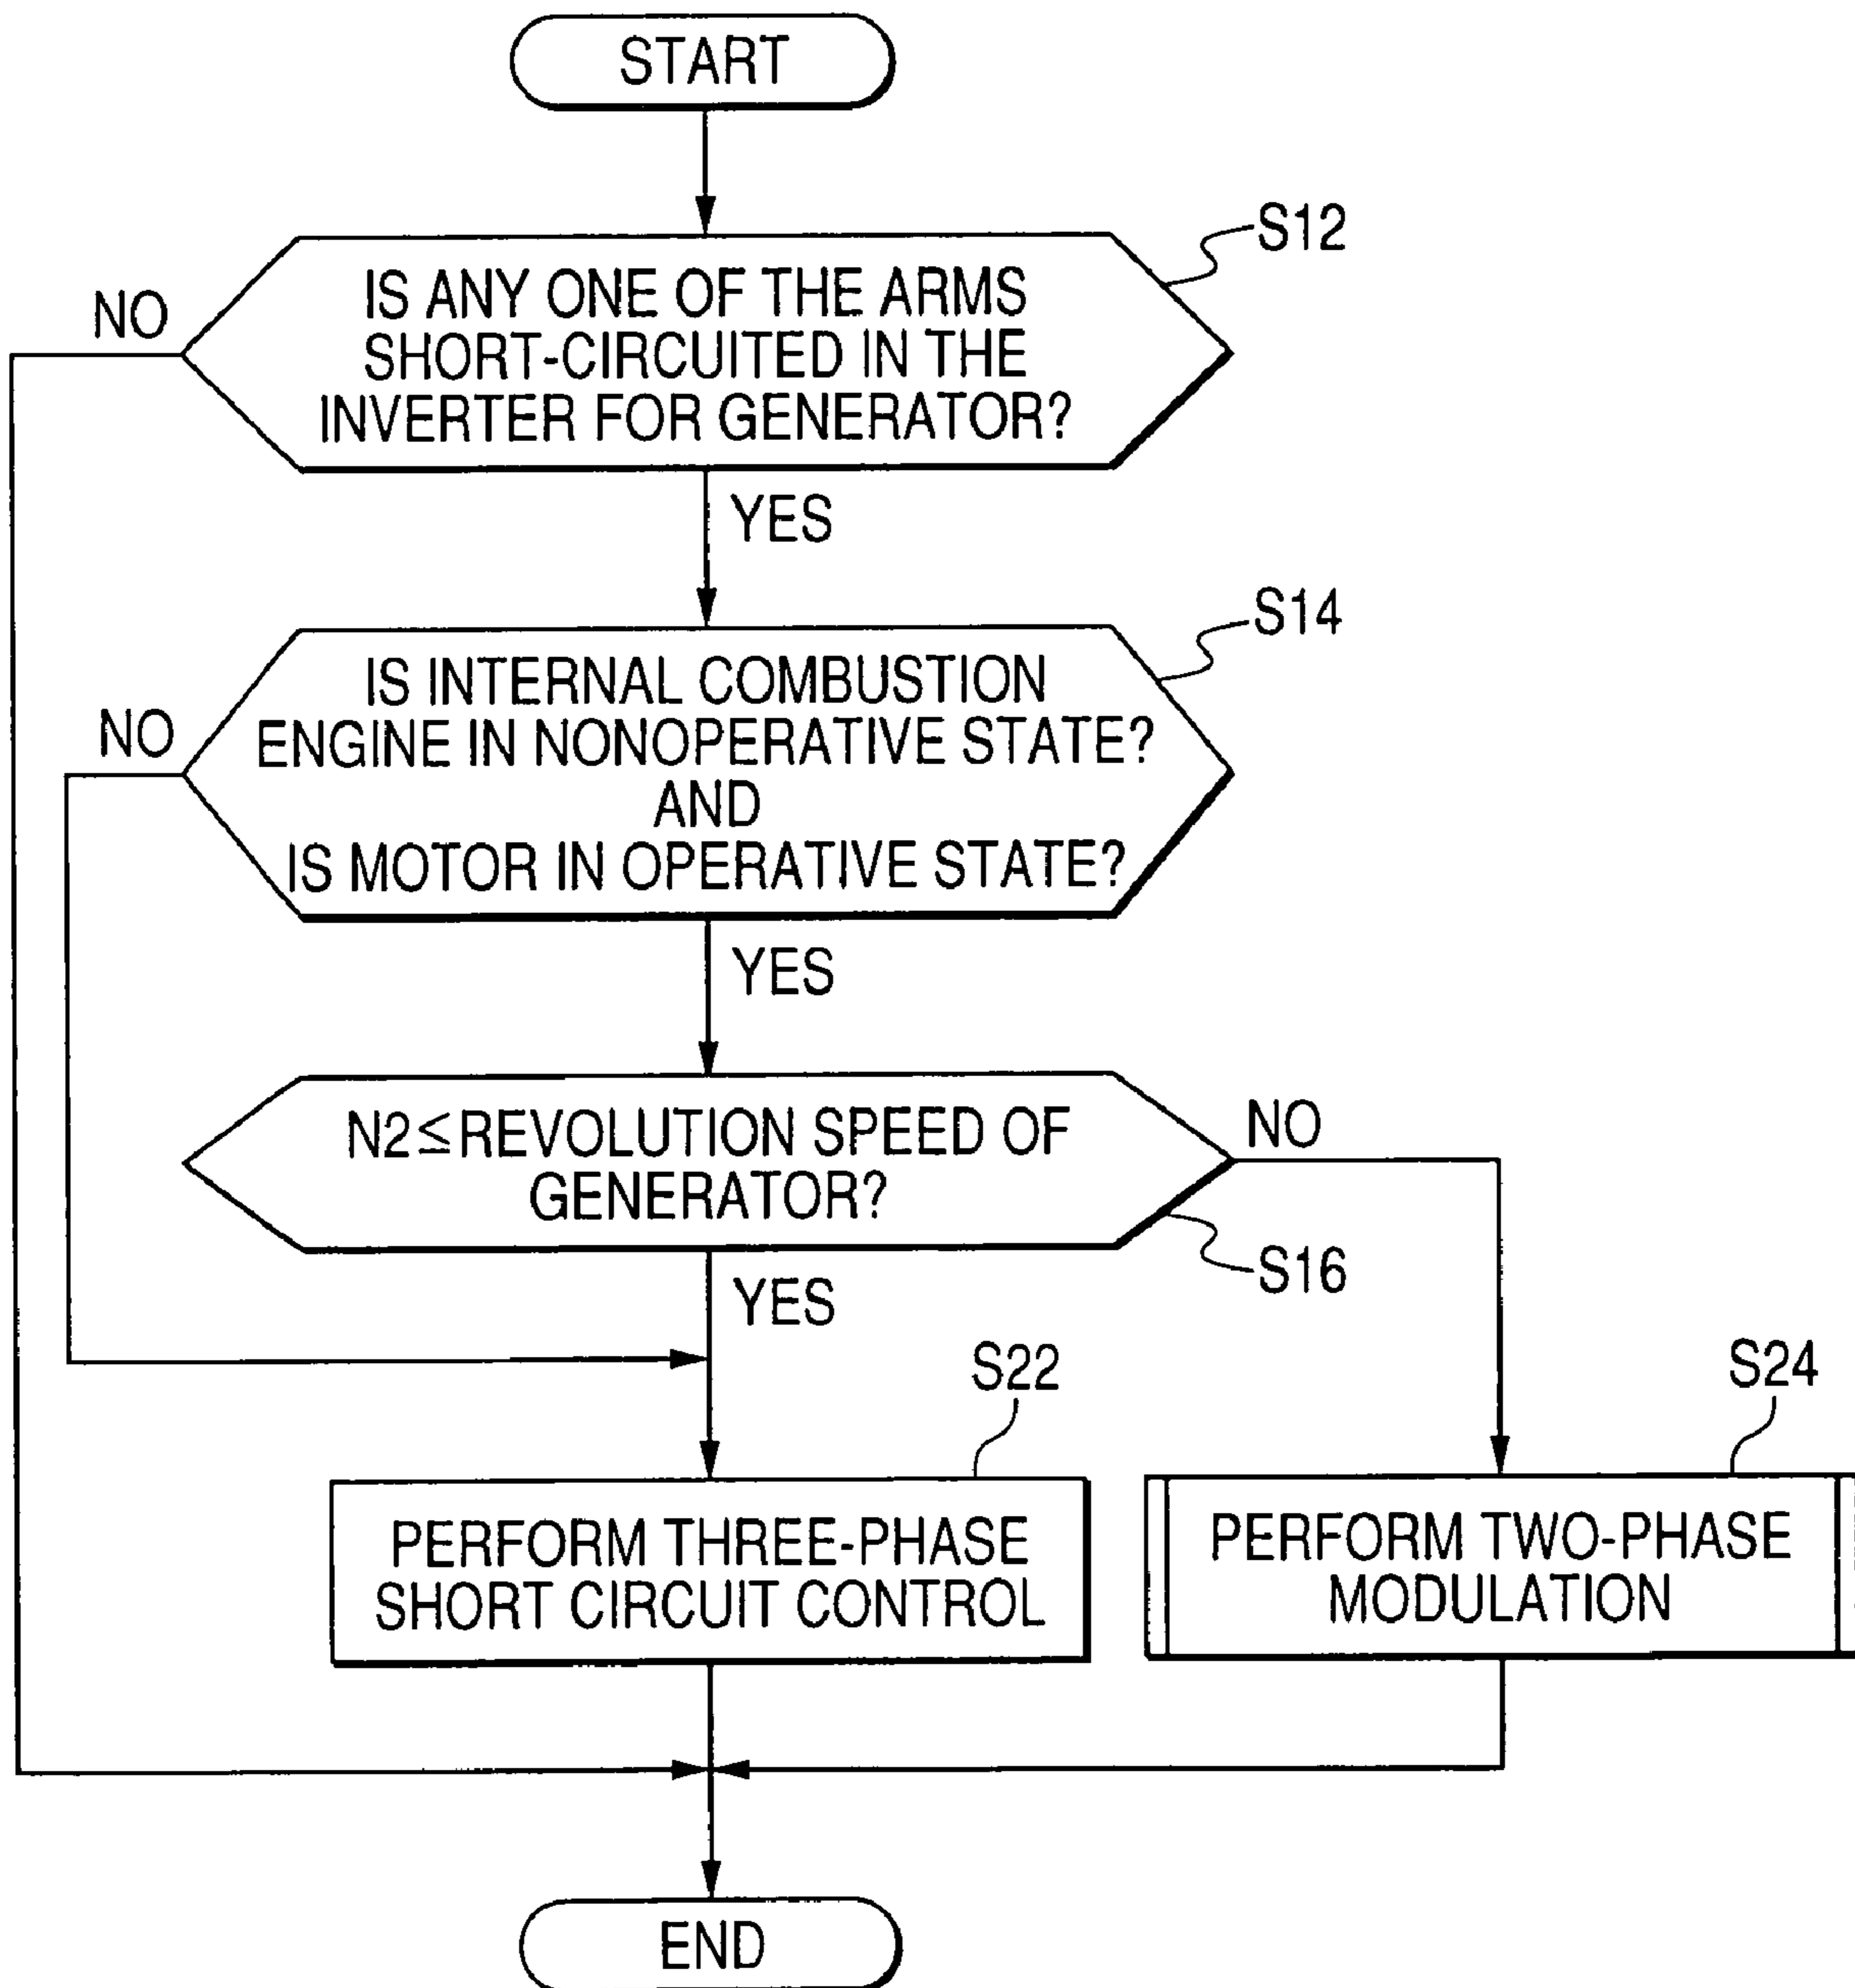 START
S12
NO
IS ANY ONE OF THE ARMS
SHORT-CIRCUITED IN THE
INVERTER FOR GENERATOR?
YES
S14
NO
IS INTERNAL COMBUSTION
ENGINE IN NONOPERATIVE STATE?
AND
IS MOTOR IN OPERATIVE STATE?
YES
N2≤REVOLUTION SPEED OF
GENERATOR?
NO
S16
YES
S22
S24
PERFORM THREE-PHASE
SHORT CIRCUIT CONTROL
PERFORM TWO-PHASE
MODULATION
END